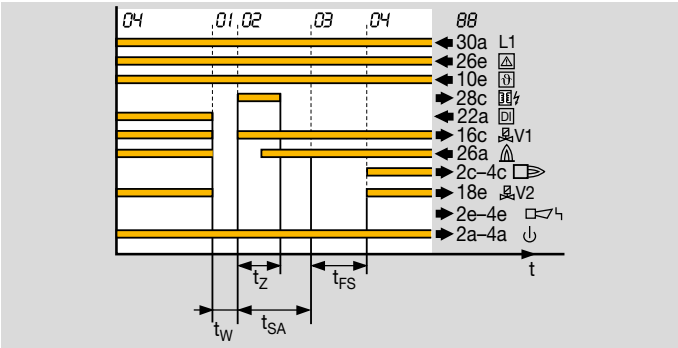 04 01 02 03 04 88
30a L1
26e
10e
28c
22a DI
16c V1
26a
2c–4c
18e V2
2e–4e
2a–4a
t
tZ tFS
tW tSA